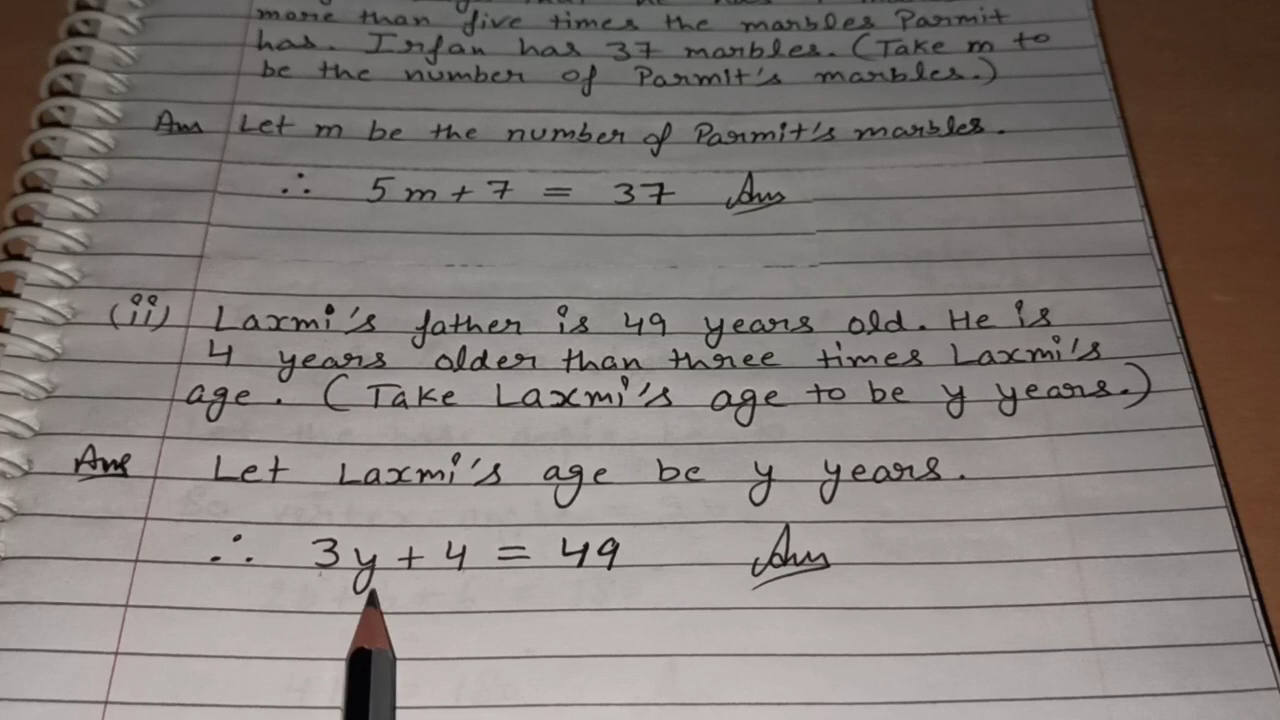 more than five times the marbles Parmit
has. Irfan has 37 marbles. (Take m to
be the number of Parmit's marbles.)
Ans Let m be the number of Parmit's marbles.
∴ 5m + 7 = 37 Ans
(ii) Laxmi's father is 49 years old. He is
4 years older than three times Laxmi's
age. (Take Laxmi's age to be y years.)
Ans Let Laxmi's age be y years.
∴ 3y + 4 = 49 Ans